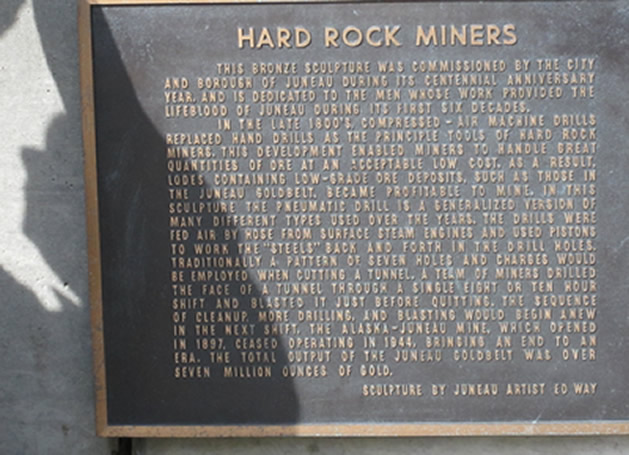 HARD ROCK MINERS
THIS BRONZE SCULPTURE WAS COMMISSIONED BY THE CITY
AND BOROUGH OF JUNEAU DURING ITS CENTENNIAL ANNIVERSARY
YEAR, AND IS DEDICATED TO THE MEN WHOSE WORK PROVIDED THE
LIFEBLOOD OF JUNEAU DURING ITS FIRST SIX DECADES.
IN THE LATE 1800'S, COMPRESSED-AIR MACHINE DRILLS
REPLACED HAND DRILLS AS THE PRINCIPLE TOOLS OF HARD ROCK
MINERS. THIS DEVELOPMENT ENABLED MINERS TO HANDLE GREAT
QUANTITIES OF ORE AT AN ACCEPTABLE LOW COST. AS A RESULT,
LODES CONTAINING LOW-GRADE ORE DEPOSITS, SUCH AS THOSE IN
THE JUNEAU GOLDBELT, BECAME PROFITABLE TO MINE. IN THIS
SCULPTURE THE PNEUMATIC DRILL IS A GENERALIZED VERSION OF
MANY DIFFERENT TYPES USED OVER THE YEARS. THE DRILLS WERE
FED AIR BY HOSE FROM SURFACE STEAM ENGINES AND USED PISTONS
TO WORK THE "STEELS" BACK AND FORTH IN THE DRILL HOLES.
TRADITIONALLY A PATTERN OF SEVEN HOLES AND CHARGES WOULD
BE EMPLOYED WHEN CUTTING A TUNNEL. A TEAM OF MINERS DRILLED
THE FACE OF A TUNNEL THROUGH A SINGLE EIGHT OR TEN HOUR
SHIFT AND BLASTED IT JUST BEFORE QUITTING. THE SEQUENCE
OF CLEANUP, MORE DRILLING, AND BLASTING WOULD BEGIN ANEW
IN THE NEXT SHIFT. THE ALASKA-JUNEAU MINE, WHICH OPENED
IN 1897, CEASED OPERATING IN 1944, BRINGING AN END TO AN
ERA. THE TOTAL OUTPUT OF THE JUNEAU GOLDBELT WAS OVER
SEVEN MILLION OUNCES OF GOLD.
SCULPTURE BY JUNEAU ARTIST ED WAY